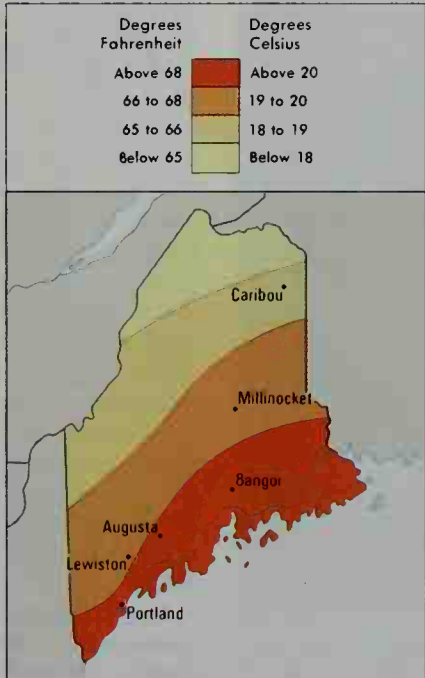 Degrees Fahrenheit
Degrees Celsius
Above 68
Above 20
66 to 68
19 to 20
65 to 66
18 to 19
Below 65
Below 18
Caribou
Millinocket
Bangor
Augusta
Lewiston
Portland